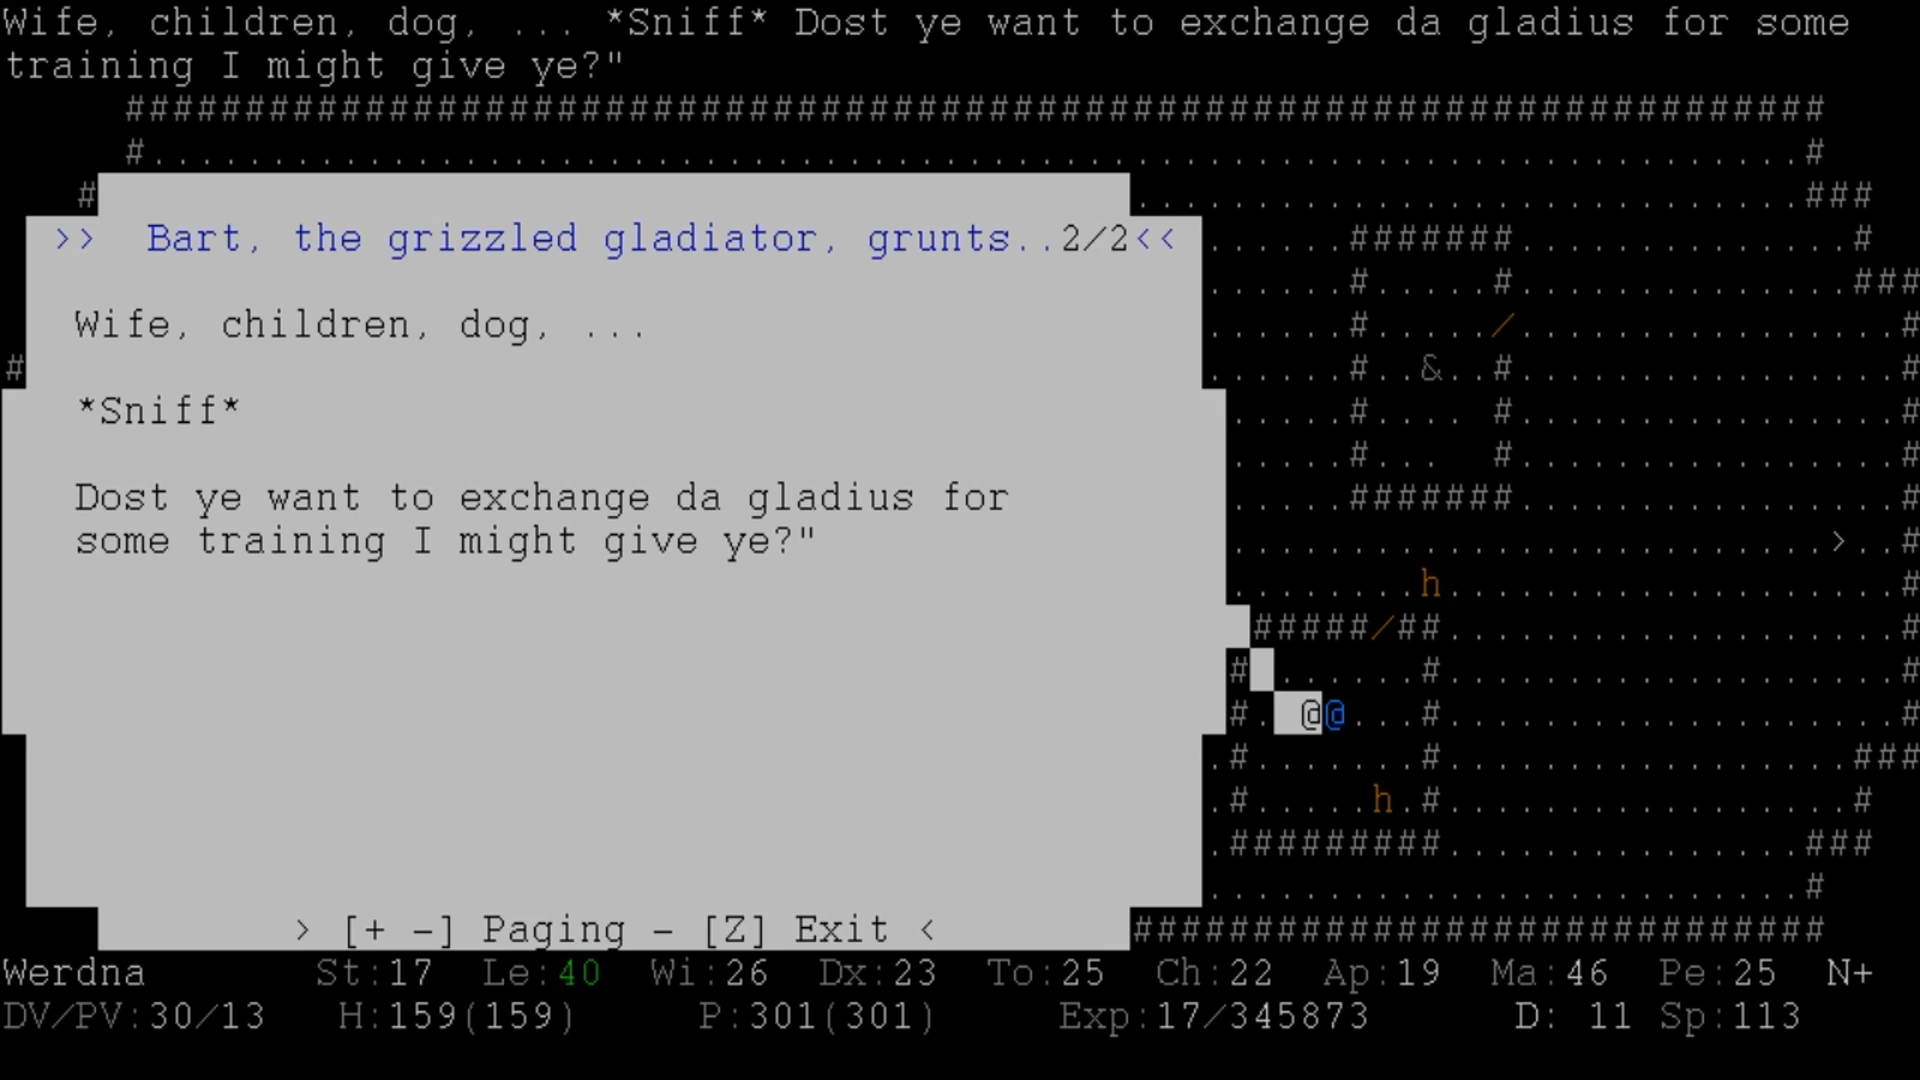 Wife, children, dog, ... *Sniff* Dost ye want to exchange da gladius for some
training I might give ye?"
>> Bart, the grizzled gladiator, grunts..2/2<<
Wife, children, dog, ...
*Sniff*
Dost ye want to exchange da gladius for
some training I might give ye?"
> [+ -] Paging - [Z] Exit <
Werdna St:17 Le:40 Wi:26 Dx:23 To:25 Ch:22 Ap:19 Ma:46 Pe:25 N+
DV/PV:30/13 H:159(159) P:301(301) Exp:17/345873 D: 11 Sp:113